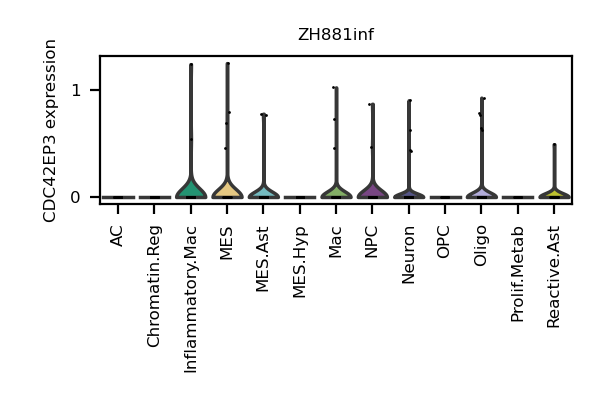 ZH881inf
CDC42EP3 expression
1
0
AC
Chromatin.Reg
Inflammatory.Mac
MES
MES.Ast
MES.Hyp
Mac
NPC
Neuron
OPC
Oligo
Prolif.Metab
Reactive.Ast